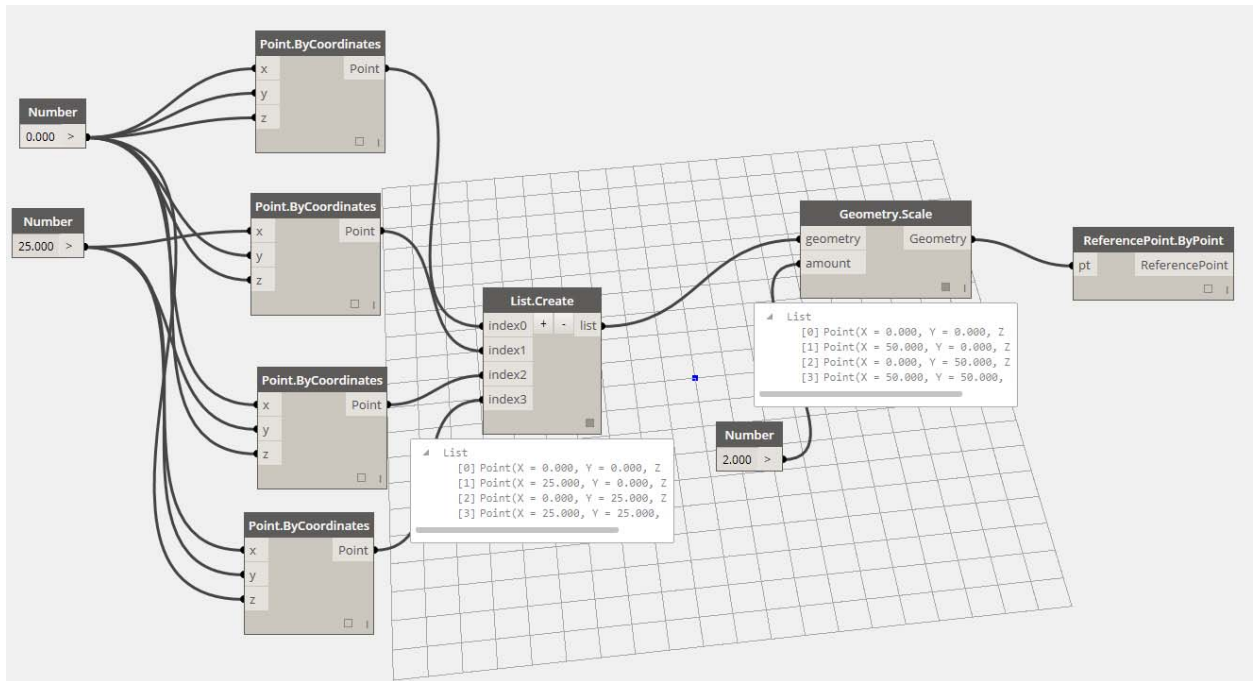 Point.ByCoordinates
x Point
y
z
Number
0.000 >
Point.ByCoordinates
x Point
y
z
Number
25.000 >
Point.ByCoordinates
x Point
y
z
Point.ByCoordinates
x Point
y
z
List.Create
index0 + - list
index1
index2
index3
List
[0] Point(X = 0.000, Y = 0.000, Z
[1] Point(X = 25.000, Y = 0.000, Z
[2] Point(X = 0.000, Y = 25.000, Z
[3] Point(X = 25.000, Y = 25.000,
Geometry.Scale
geometry Geometry
amount
List
[0] Point(X = 0.000, Y = 0.000, Z
[1] Point(X = 50.000, Y = 0.000, Z
[2] Point(X = 0.000, Y = 50.000, Z
[3] Point(X = 50.000, Y = 50.000,
Number
2.000 >
ReferencePoint.ByPoint
pt ReferencePoint